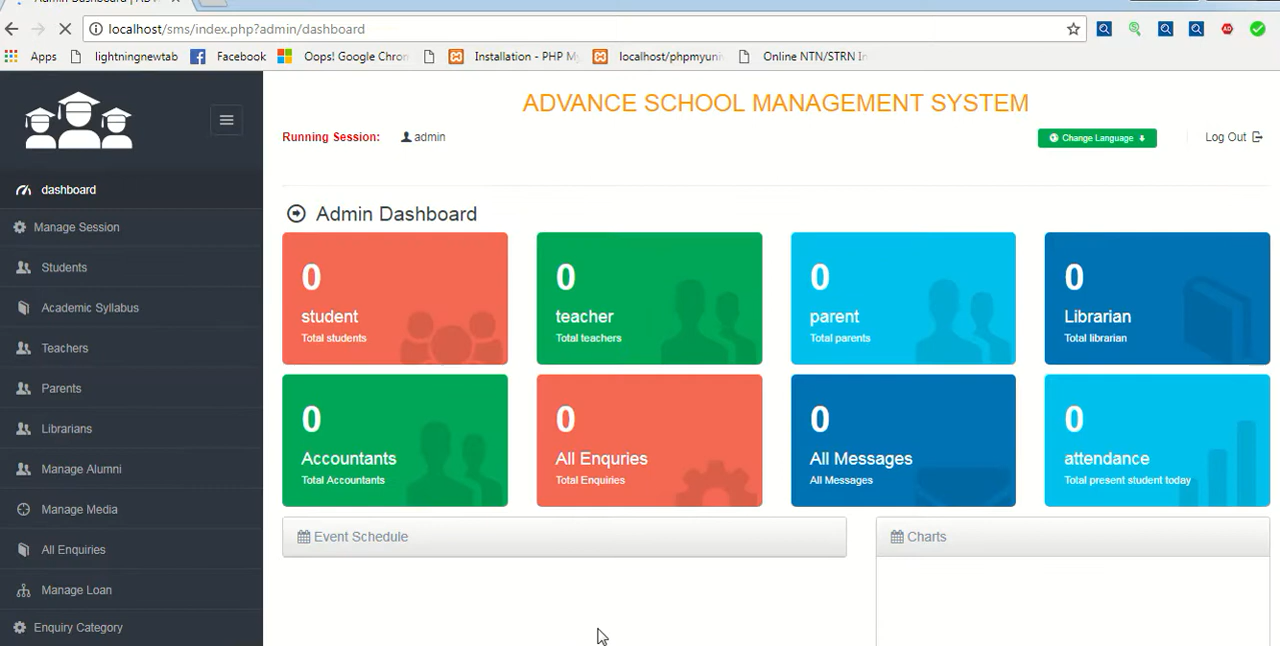 localhost/sms/index.php?admin/dashboard
Apps lightningnewtab Facebook Oops! Google Chron Installation - PHP My localhost/phpmyunn Online NTN/STRN In
ADVANCE SCHOOL MANAGEMENT SYSTEM
Running Session: admin Change Language Log Out
dashboard
Manage Session
Students
Academic Syllabus
Teachers
Parents
Librarians
Manage Alumni
Manage Media
All Enquiries
Manage Loan
Enquiry Category
Admin Dashboard
0
student
Total students
0
teacher
Total teachers
0
parent
Total parents
0
Librarian
Total librarian
0
Accountants
Total Accountants
0
All Enquries
Total Enquiries
0
All Messages
All Messages
0
attendance
Total present student today
Event Schedule
Charts